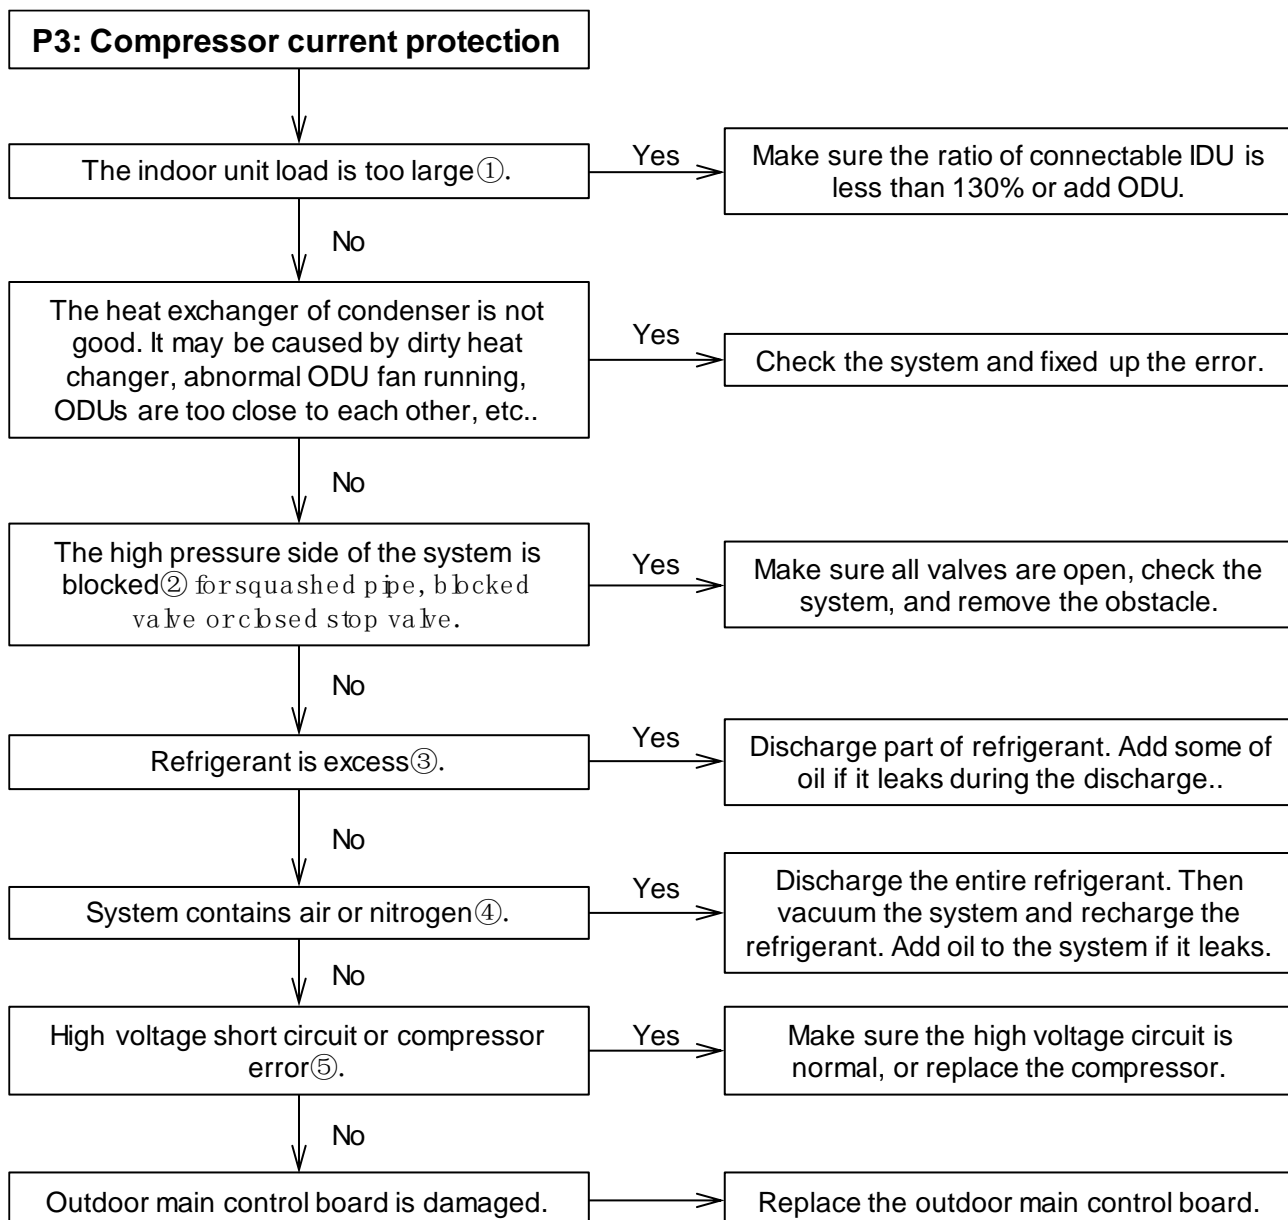 P3: Compressor current protection
The indoor unit load is too large①.
Yes
Make sure the ratio of connectable IDU is
less than 130% or add ODU.
No
The heat exchanger of condenser is not
good. It may be caused by dirty heat
changer, abnormal ODU fan running,
ODUs are too close to each other, etc..
Yes
Check the system and fixed up the error.
No
The high pressure side of the system is
blocked② for squashed pipe, blocked
valve or closed stop valve.
Yes
Make sure all valves are open, check the
system, and remove the obstacle.
No
Refrigerant is excess③.
Yes
Discharge part of refrigerant. Add some of
oil if it leaks during the discharge..
No
System contains air or nitrogen④.
Yes
Discharge the entire refrigerant. Then
vacuum the system and recharge the
refrigerant. Add oil to the system if it leaks.
No
High voltage short circuit or compressor
error⑤.
Yes
Make sure the high voltage circuit is
normal, or replace the compressor.
No
Outdoor main control board is damaged.
Replace the outdoor main control board.